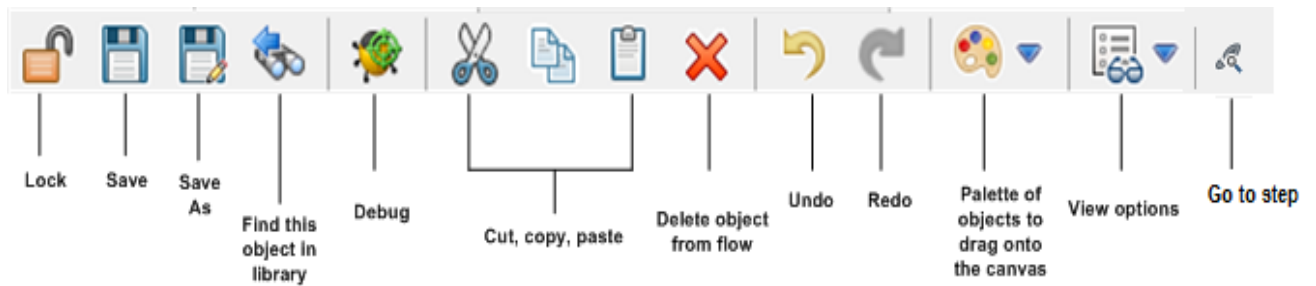 Lock
Save
Save
As
Find this
object in
library
Debug
Cut, copy, paste
Delete object
from flow
Undo
Redo
Palette of
objects to
drag onto
the canvas
View options
Go to step